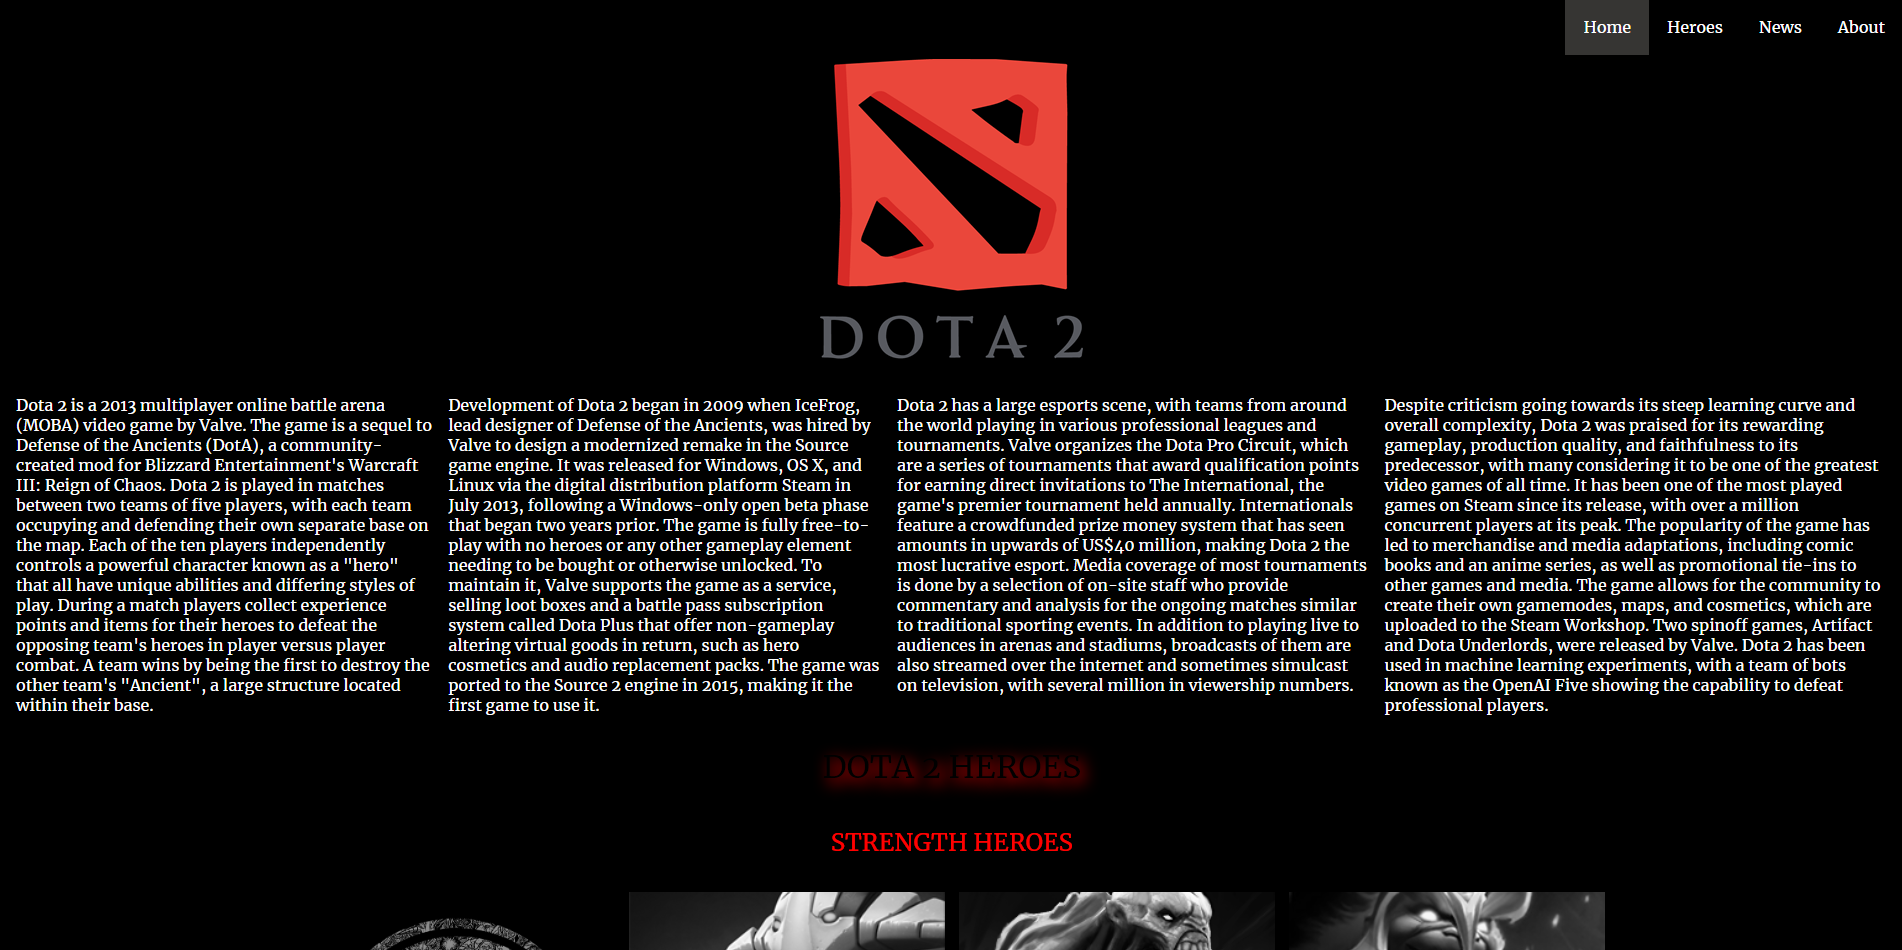 Home Heroes News About
DOTA 2
Dota 2 is a 2013 multiplayer online battle arena
(MOBA) video game by Valve. The game is a sequel to
Defense of the Ancients (DotA), a community-
created mod for Blizzard Entertainment's Warcraft
III: Reign of Chaos. Dota 2 is played in matches
between two teams of five players, with each team
occupying and defending their own separate base on
the map. Each of the ten players independently
controls a powerful character known as a "hero"
that all have unique abilities and differing styles of
play. During a match players collect experience
points and items for their heroes to defeat the
opposing team's heroes in player versus player
combat. A team wins by being the first to destroy the
other team's "Ancient", a large structure located
within their base.
Development of Dota 2 began in 2009 when IceFrog,
lead designer of Defense of the Ancients, was hired by
Valve to design a modernized remake in the Source
game engine. It was released for Windows, OS X, and
Linux via the digital distribution platform Steam in
July 2013, following a Windows-only open beta phase
that began two years prior. The game is fully free-to-
play with no heroes or any other gameplay element
needing to be bought or otherwise unlocked. To
maintain it, Valve supports the game as a service,
selling loot boxes and a battle pass subscription
system called Dota Plus that offer non-gameplay
altering virtual goods in return, such as hero
cosmetics and audio replacement packs. The game was
ported to the Source 2 engine in 2015, making it the
first game to use it.
Dota 2 has a large esports scene, with teams from around
the world playing in various professional leagues and
tournaments. Valve organizes the Dota Pro Circuit, which
are a series of tournaments that award qualification points
for earning direct invitations to The International, the
game's premier tournament held annually. Internationals
feature a crowdfunded prize money system that has seen
amounts in upwards of US$40 million, making Dota 2 the
most lucrative esport. Media coverage of most tournaments
is done by a selection of on-site staff who provide
commentary and analysis for the ongoing matches similar
to traditional sporting events. In addition to playing live to
audiences in arenas and stadiums, broadcasts of them are
also streamed over the internet and sometimes simulcast
on television, with several million in viewership numbers.
Despite criticism going towards its steep learning curve and
overall complexity, Dota 2 was praised for its rewarding
gameplay, production quality, and faithfulness to its
predecessor, with many considering it to be one of the greatest
video games of all time. It has been one of the most played
games on Steam since its release, with over a million
concurrent players at its peak. The popularity of the game has
led to merchandise and media adaptations, including comic
books and an anime series, as well as promotional tie-ins to
other games and media. The game allows for the community to
create their own gamemodes, maps, and cosmetics, which are
uploaded to the Steam Workshop. Two spinoff games, Artifact
and Dota Underlords, were released by Valve. Dota 2 has been
used in machine learning experiments, with a team of bots
known as the OpenAI Five showing the capability to defeat
professional players.
DOTA 2 HEROES
STRENGTH HEROES